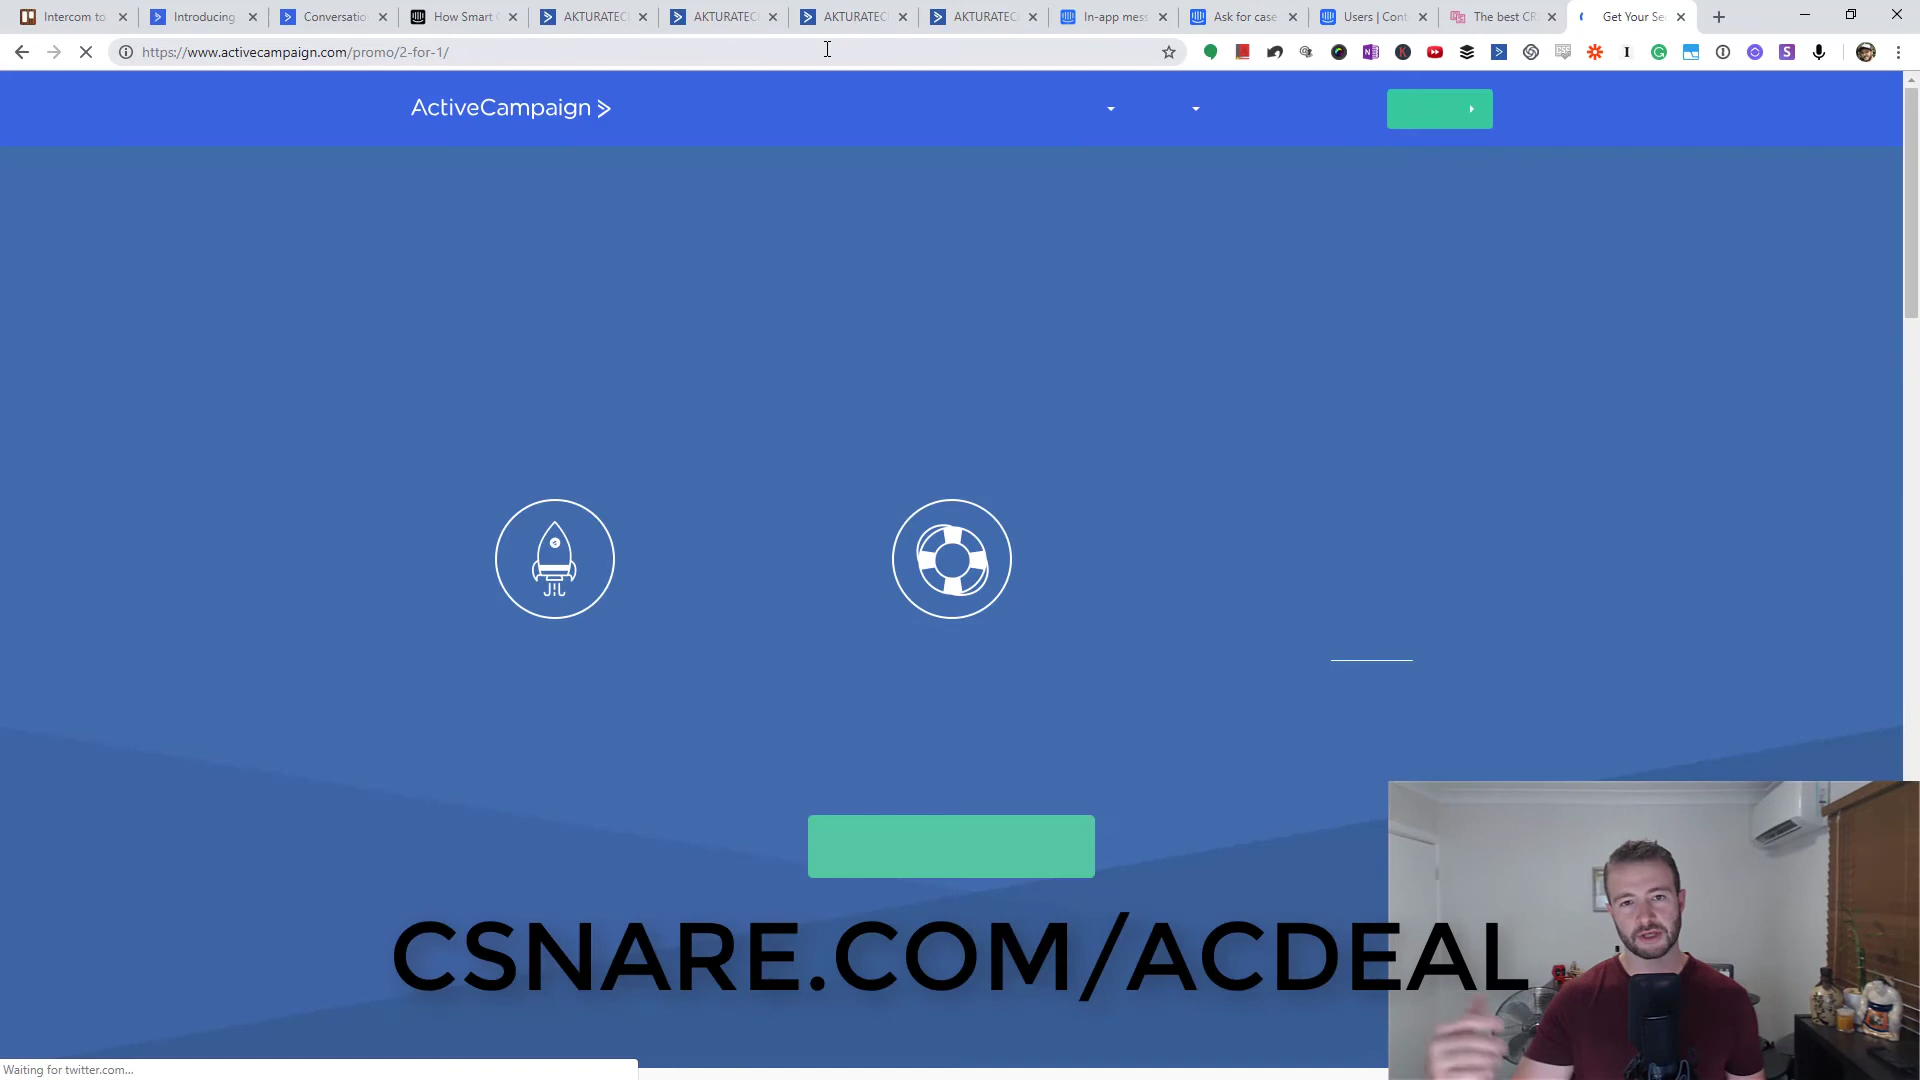 Intercom to
Introducing
Conversatio
How Smart
AKTURATEC
AKTURATEC
AKTURATEC
AKTURATEC
In-app mes
Ask for case
Users | Cont
The best CR
Get Your Se
https://www.activecampaign.com/promo/2-for-1/
ActiveCampaign >
CSNARE.COM/ACDEAL
Waiting for twitter.com...